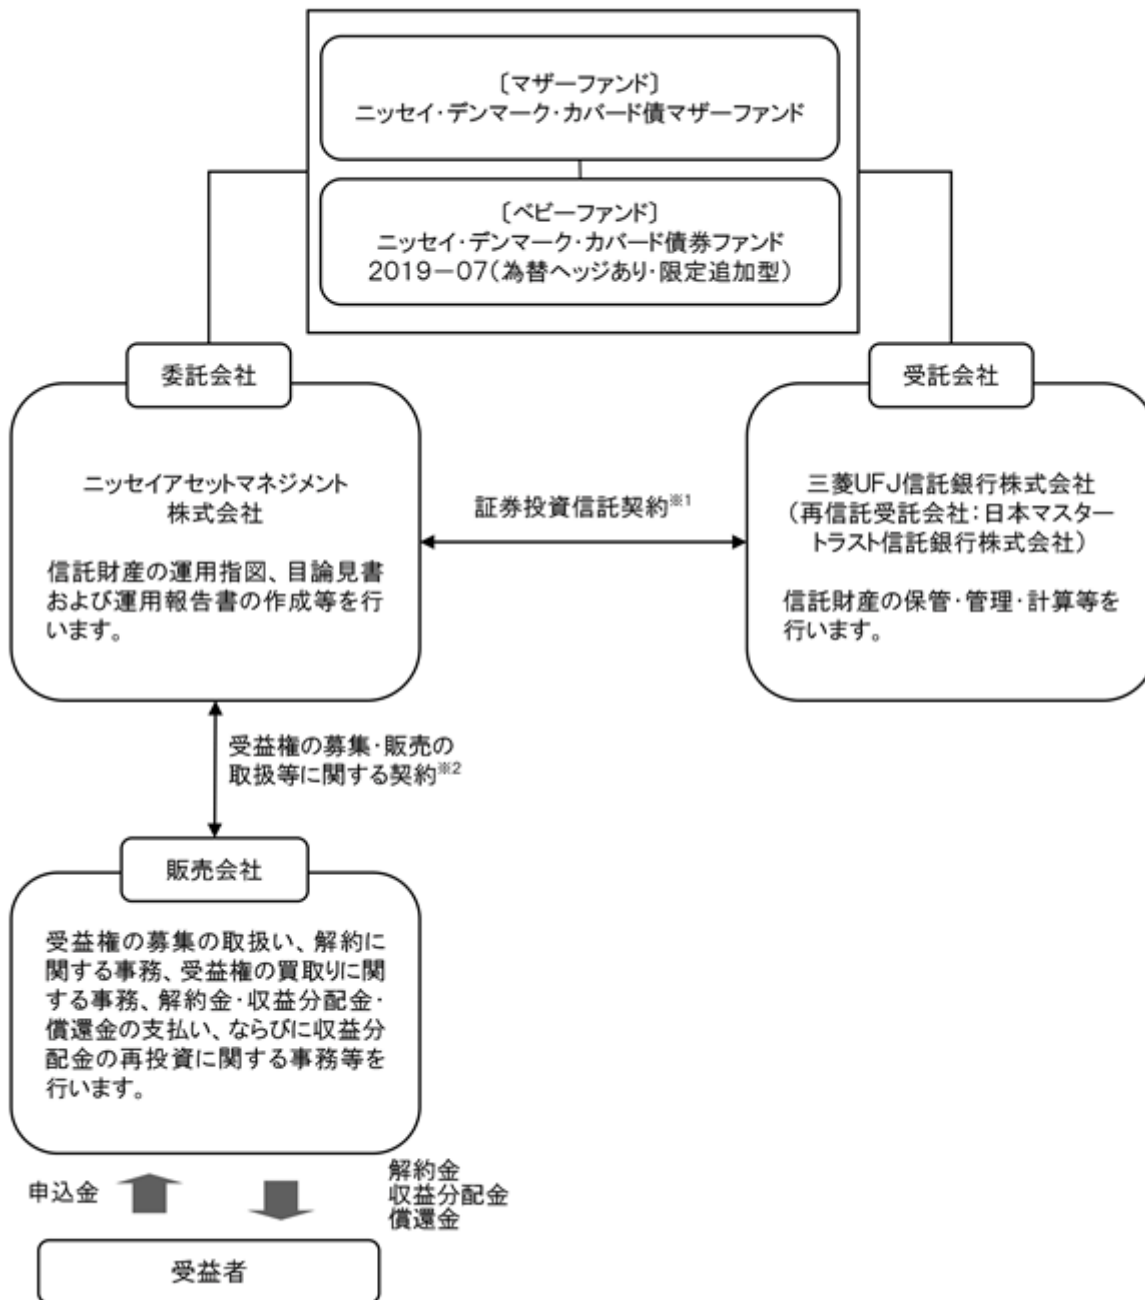 〔マザーファンド〕
ニッセイ・デンマーク・カバード債マザーファンド
〔ベビーファンド〕
ニッセイ・デンマーク・カバード債券ファンド
2019－07(為替ヘッジあり・限定追加型)
委託会社
受託会社
ニッセイアセットマネジメント
株式会社
信託財産の運用指図、目論見書
および運用報告書の作成等を行
います。
証券投資信託契約※1
三菱UFJ信託銀行株式会社
(再信託受託会社:日本マスター
トラスト信託銀行株式会社)
信託財産の保管・管理・計算等を
行います。
受益権の募集・販売の
取扱等に関する契約※2
販売会社
受益権の募集の取扱い、解約に
関する事務、受益権の買取りに関
する事務、解約金・収益分配金・
償還金の支払い、ならびに収益分
配金の再投資に関する事務等を
行います。
申込金
解約金
収益分配金
償還金
受益者